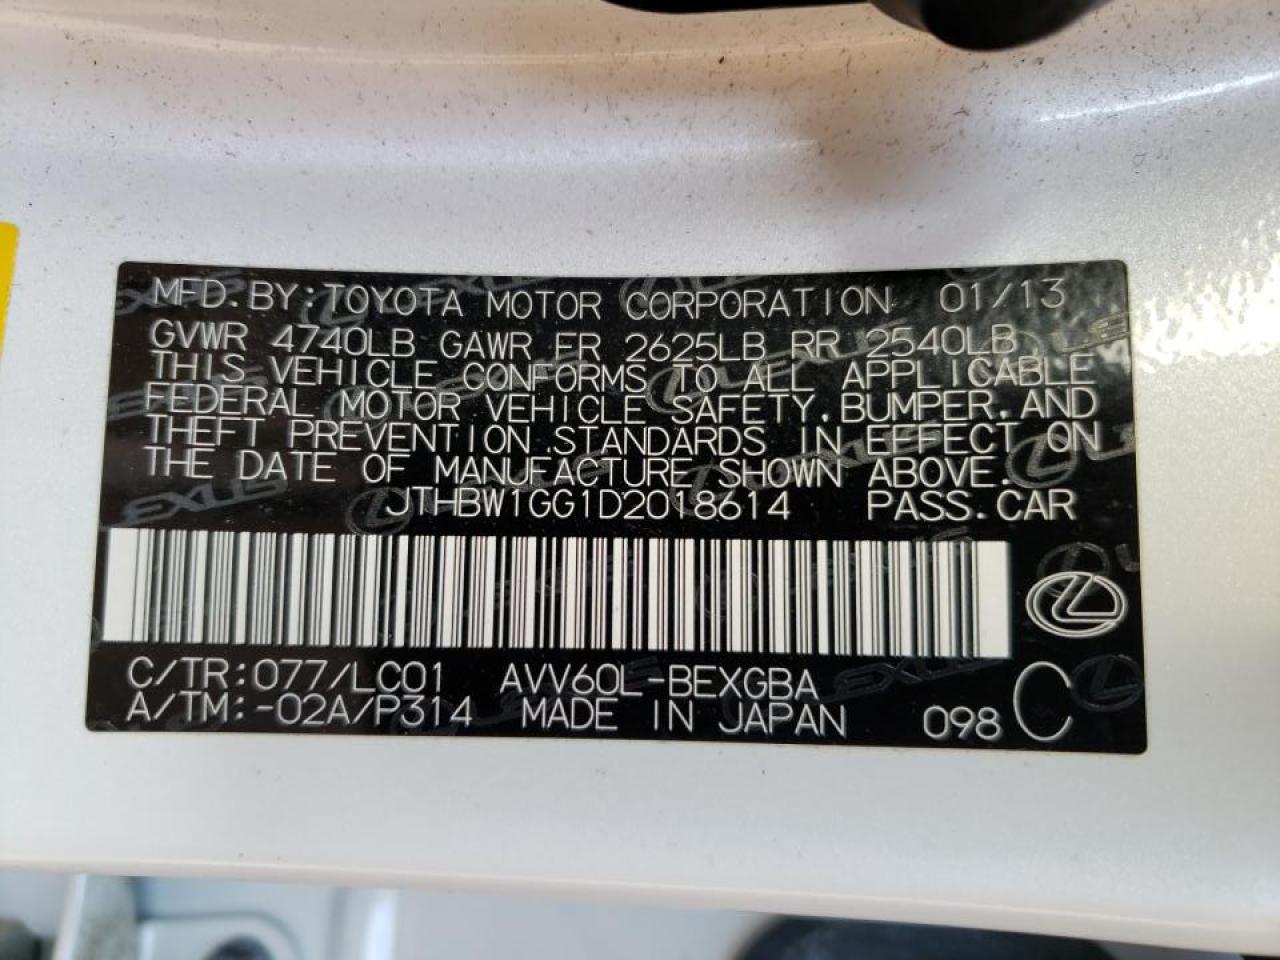 MFD.BY:TOYOTA MOTOR CORPORATION 01/13
GVWR 4740LB GAWR FR 2625LB RR 2540LB
THIS VEHICLE CONFORMS TO ALL APPLICABLE
FEDERAL MOTOR VEHICLE SAFETY,BUMPER,AND
THEFT PREVENTION STANDARDS IN EFFECT ON
THE DATE OF MANUFACTURE SHOWN ABOVE.
JTHBW1GG1D2018614 PASS.CAR
C/TR:077/LC01 AVV60L-BEXGBA
A/TM:-02A/P314 MADE IN JAPAN 098 C